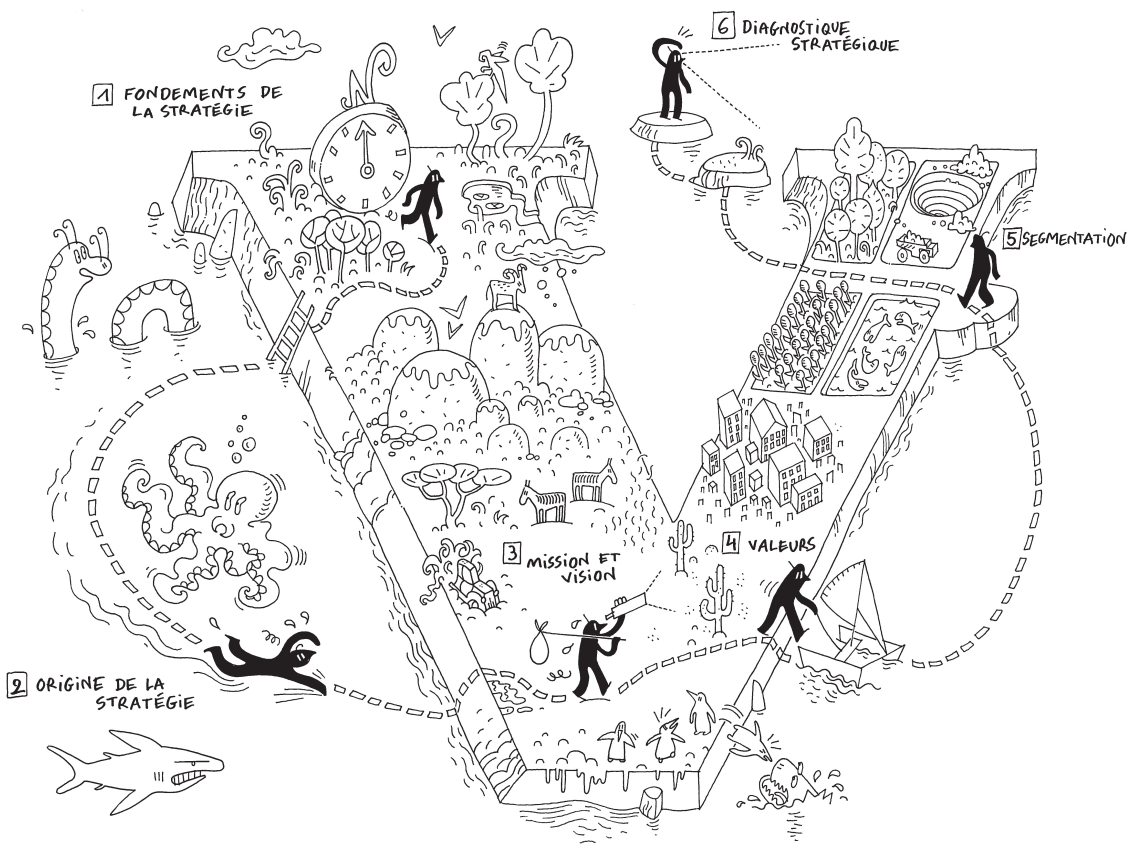 1 FONDEMENTS DE
LA STRATÉGIE
6 DIAGNOSTIQUE
STRATÉGIQUE
5 SEGMENTATION
3 MISSION ET
VISION
4 VALEURS
2 ORIGINE DE LA
STRATÉGIE